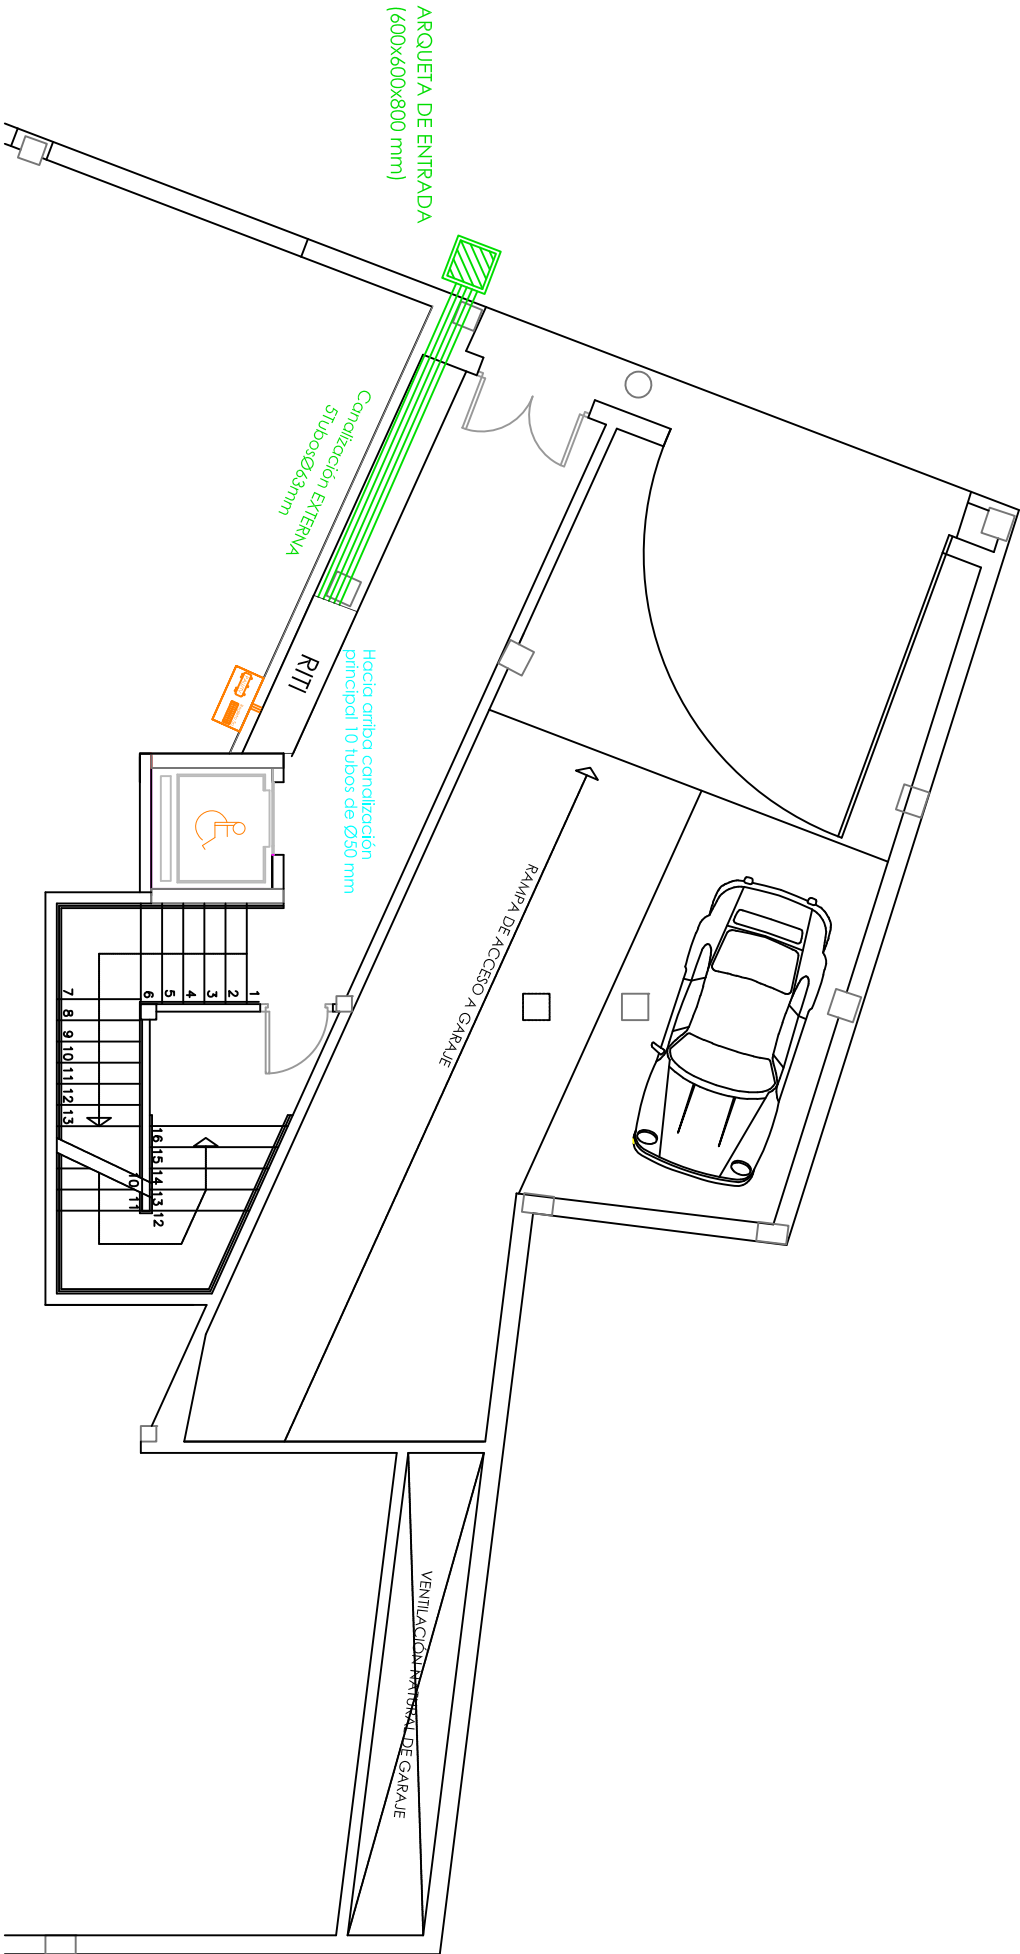 ARQUETA DE ENTRADA
(600x600x800 mm)
Canalización EXTERNA
5TubosØ63mm
RITI
Hacia arriba canalización
principal 10 tubos de Ø50 mm
RAMPA DE ACCESO A GARAJE
1
2
3
4
5
6
7
8
9
10
11
12
13
16
15
14
13
12
10
11
VENTILACIÓN NATURAL DE GARAJE